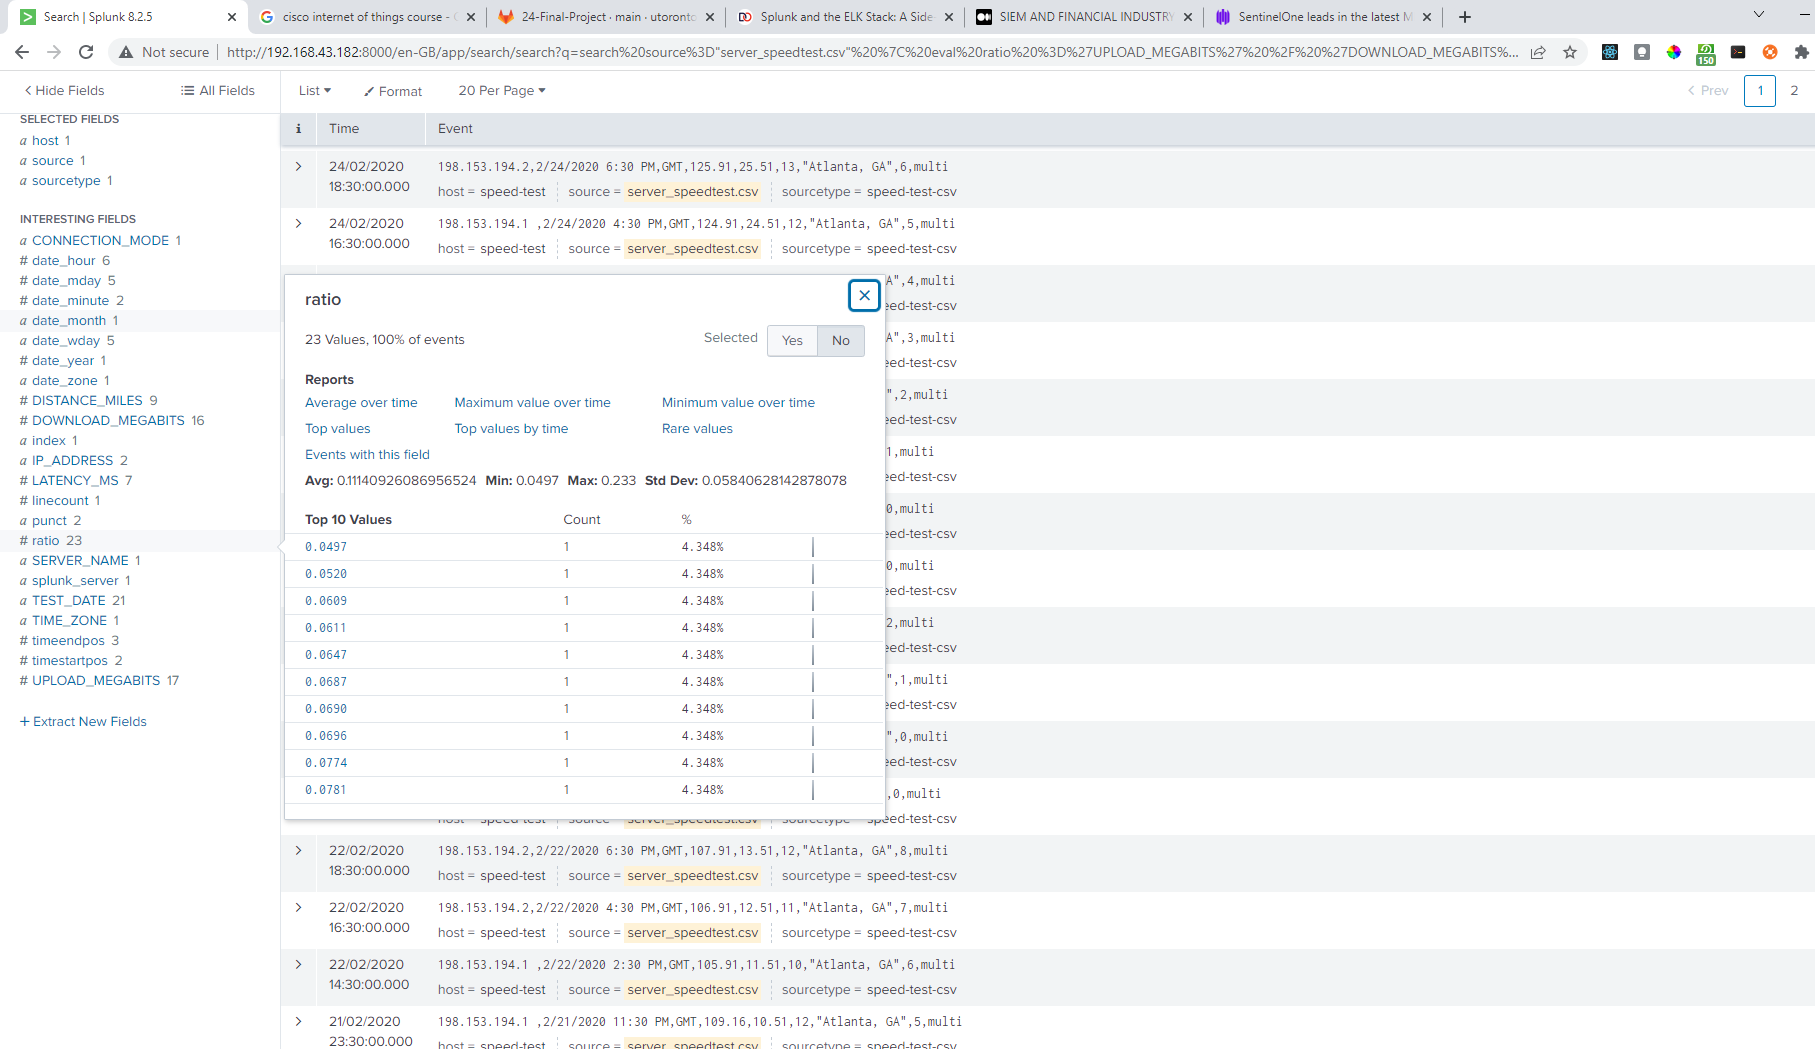 Search | Splunk 8.2.5
cisco internet of things course - G
24-Final-Project · main · utoronto
Splunk and the ELK Stack: A Side-
SIEM AND FINANCIAL INDUSTRY
SentinelOne leads in the latest M
Not secure
http://192.168.43.182:8000/en-GB/app/search/search?q=search%20source%3D"server_speedtest.csv"%20%7C%20eval%20ratio%20%3D%27UPLOAD_MEGABITS%27%20%2F%20%27DOWNLOAD_MEGABITS%...
150
Hide Fields
All Fields
List
Format
20 Per Page
Prev
1
2
SELECTED FIELDS
a host 1
a source 1
a sourcetype 1
INTERESTING FIELDS
a CONNECTION_MODE 1
# date_hour 6
# date_mday 5
# date_minute 2
a date_month 1
a date_wday 5
# date_year 1
a date_zone 1
# DISTANCE_MILES 9
# DOWNLOAD_MEGABITS 16
a index 1
a IP_ADDRESS 2
# LATENCY_MS 7
# linecount 1
a punct 2
# ratio 23
a SERVER_NAME 1
a splunk_server 1
a TEST_DATE 21
a TIME_ZONE 1
# timeendpos 3
# timestartpos 2
# UPLOAD_MEGABITS 17
+ Extract New Fields
i
Time
Event
24/02/2020
18:30:00.000
198.153.194.2,2/24/2020 6:30 PM,GMT,125.91,25.51,13,"Atlanta, GA",6,multi
host = speed-test
source = server_speedtest.csv
sourcetype = speed-test-csv
24/02/2020
16:30:00.000
198.153.194.1 ,2/24/2020 4:30 PM,GMT,124.91,24.51,12,"Atlanta, GA",5,multi
host = speed-test
source = server_speedtest.csv
sourcetype = speed-test-csv
A",4,multi
eed-test-csv
A",3,multi
eed-test-csv
",2,multi
eed-test-csv
1,multi
eed-test-csv
0,multi
eed-test-csv
0,multi
eed-test-csv
2,multi
eed-test-csv
",1,multi
eed-test-csv
",0,multi
eed-test-csv
,0,multi
host speed-test
source server_speedtest.csv
sourcetype speed-test-csv
ratio
23 Values, 100% of events
Selected
Yes
No
Reports
Average over time
Maximum value over time
Minimum value over time
Top values
Top values by time
Rare values
Events with this field
Avg: 0.11140926086956524 Min: 0.0497 Max: 0.233 Std Dev: 0.05840628142878078
Top 10 Values Count %
0.0497 1 4.348%
0.0520 1 4.348%
0.0609 1 4.348%
0.0611 1 4.348%
0.0647 1 4.348%
0.0687 1 4.348%
0.0690 1 4.348%
0.0696 1 4.348%
0.0774 1 4.348%
0.0781 1 4.348%
22/02/2020
18:30:00.000
198.153.194.2,2/22/2020 6:30 PM,GMT,107.91,13.51,12,"Atlanta, GA",8,multi
host = speed-test
source = server_speedtest.csv
sourcetype = speed-test-csv
22/02/2020
16:30:00.000
198.153.194.2,2/22/2020 4:30 PM,GMT,106.91,12.51,11,"Atlanta, GA",7,multi
host = speed-test
source = server_speedtest.csv
sourcetype = speed-test-csv
22/02/2020
14:30:00.000
198.153.194.1 ,2/22/2020 2:30 PM,GMT,105.91,11.51,10,"Atlanta, GA",6,multi
host = speed-test
source = server_speedtest.csv
sourcetype = speed-test-csv
21/02/2020
23:30:00.000
198.153.194.1 ,2/21/2020 11:30 PM,GMT,109.16,10.51,12,"Atlanta, GA",5,multi
host = speed-test
source = server_speedtest.csv
sourcetype = speed-test-csv